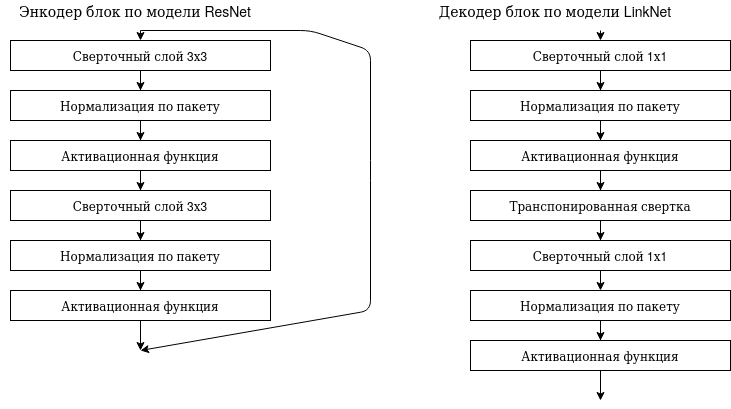 Энкодер блок по модели ResNet
Сверточный слой 3x3
Нормализация по пакету
Активационная функция
Сверточный слой 3x3
Нормализация по пакету
Активационная функция
Декодер блок по модели LinkNet
Сверточный слой 1x1
Нормализация по пакету
Активационная функция
Транспонированная свертка
Сверточный слой 1x1
Нормализация по пакету
Активационная функция